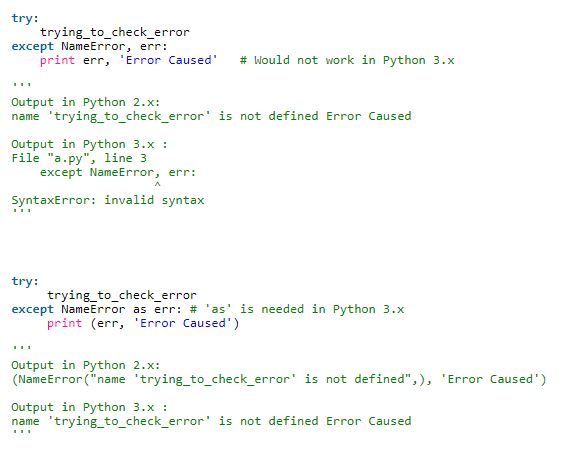 try:
    trying_to_check_error
except NameError, err:
    print err, 'Error Caused'   # Would not work in Python 3.x
'''
Output in Python 2.x:
name 'trying_to_check_error' is not defined Error Caused
Output in Python 3.x :
File "a.py", line 3
    except NameError, err:
                    ^
SyntaxError: invalid syntax
'''
try:
     trying_to_check_error
except NameError as err: # 'as' is needed in Python 3.x
     print (err, 'Error Caused')
'''
Output in Python 2.x:
(NameError("name 'trying_to_check_error' is not defined",), 'Error Caused')
Output in Python 3.x :
name 'trying_to_check_error' is not defined Error Caused
'''